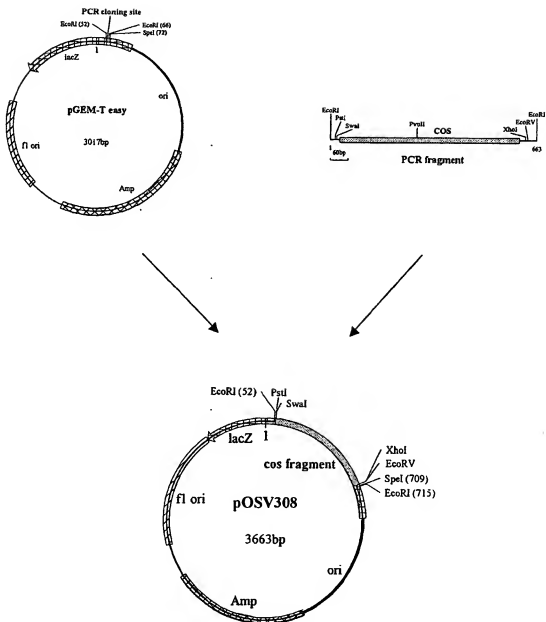 PCR cloning site
EcoRI (52)
EcoRI (66)
SpeI (73)
1
lacZ
ori
pGEM-T easy
3017bp
f1 ori
Amp
EcoRI
PstI
SwaI
PvuII
COS
XhoI
EcoRV
EcoRI
1
60bp
663
PCR fragment
EcoRI (52)
PstI
SwaI
lacZ
1
cos fragment
XhoI
EcoRV
SpeI (709)
EcoRI (715)
f1 ori
pOSV308
3663bp
ori
Amp